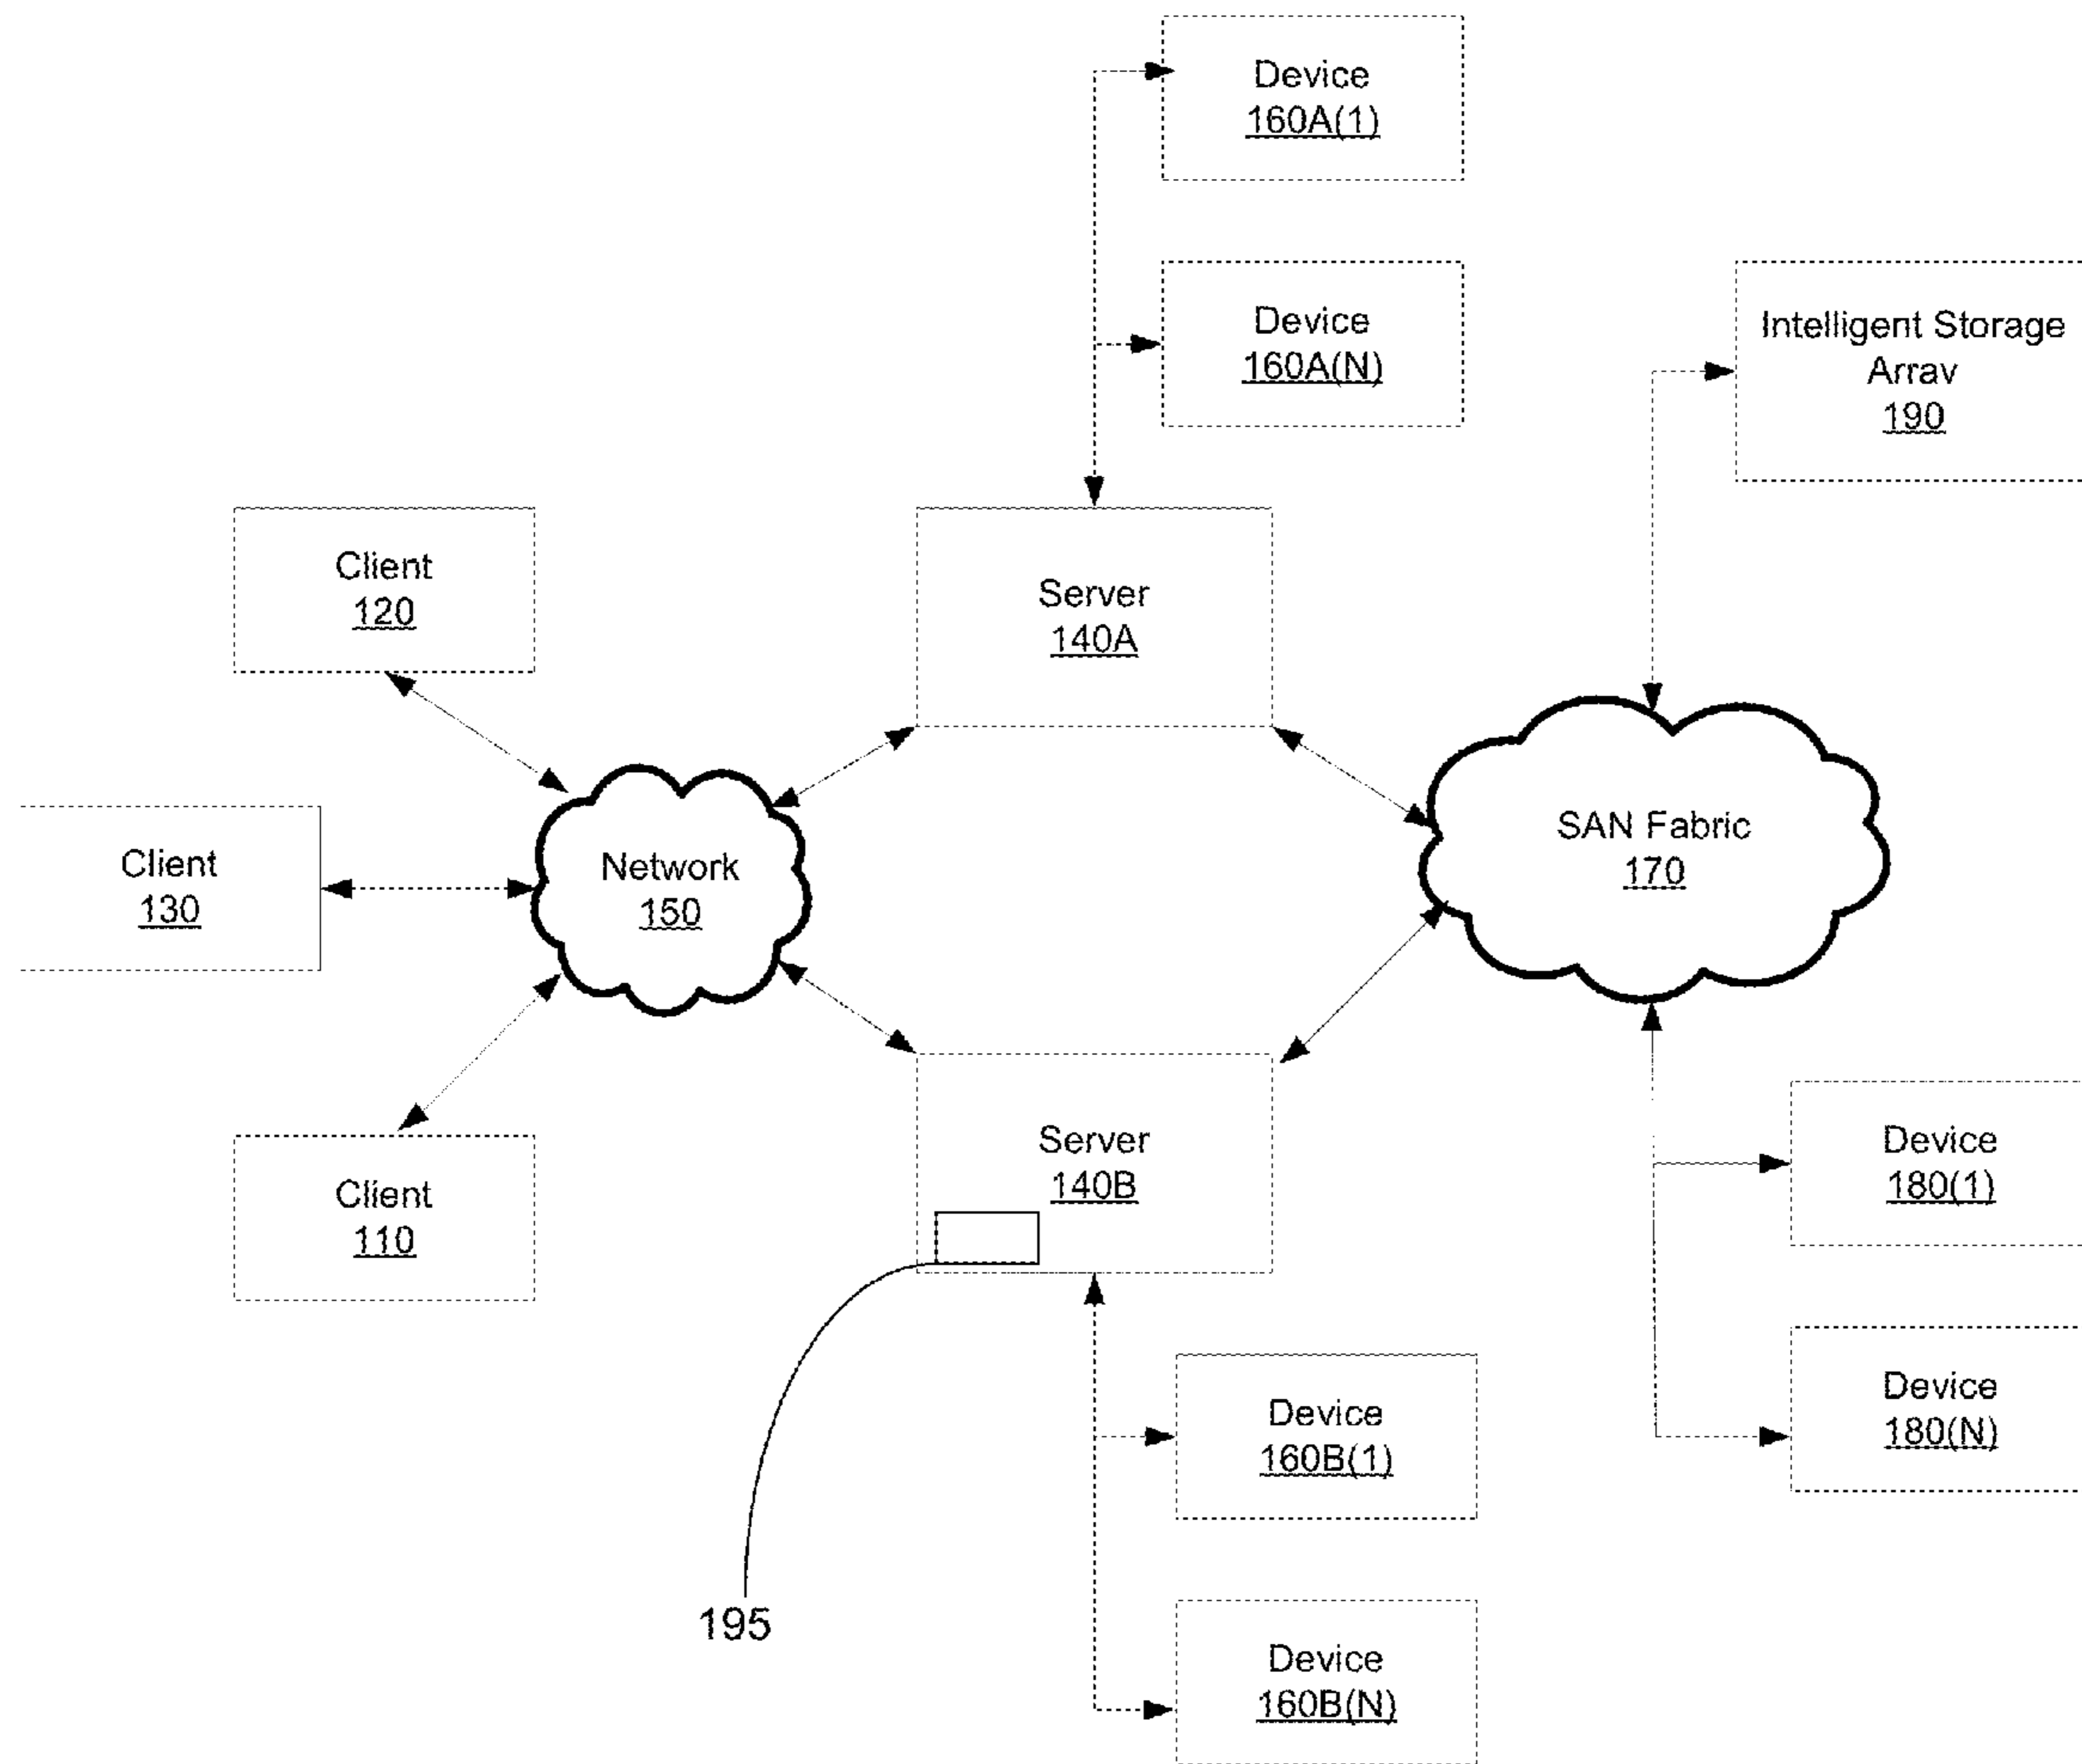 Device
160A(1)
Device
160A(N)
Intelligent Storage
Arrav
190
Client
120
Server
140A
Client
130
Network
150
SAN Fabric
170
Client
110
Server
140B
Device
180(1)
Device
180(N)
Device
160B(1)
195
Device
160B(N)